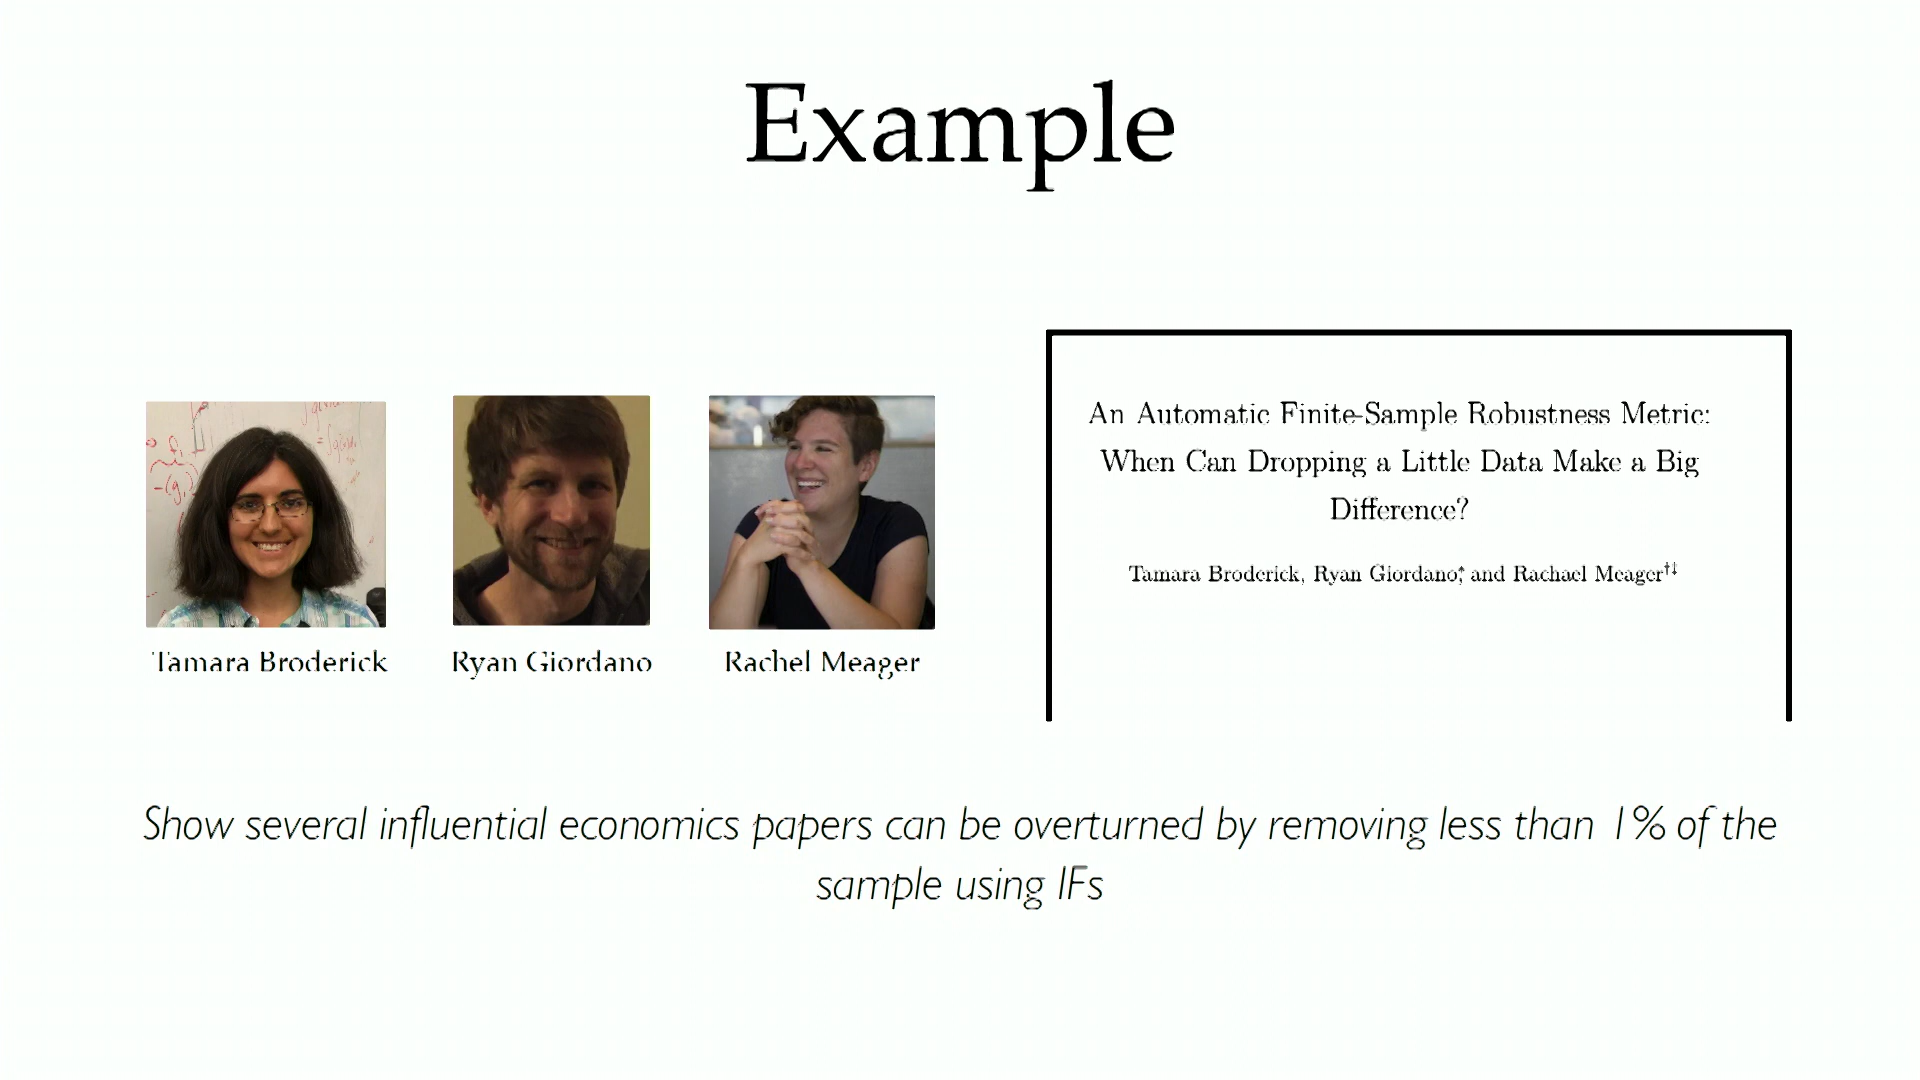 Example
An Automatic Finite-Sample Robustness Metric:
When Can Dropping a Little Data Make a Big
Difference?
Tamara Broderick, Ryan Giordano,* and Rachael Meager†‡
Tamara Broderick
Ryan Giordano
Rachel Meager
Show several influential economics papers can be overturned by removing less than 1% of the
sample using IFs